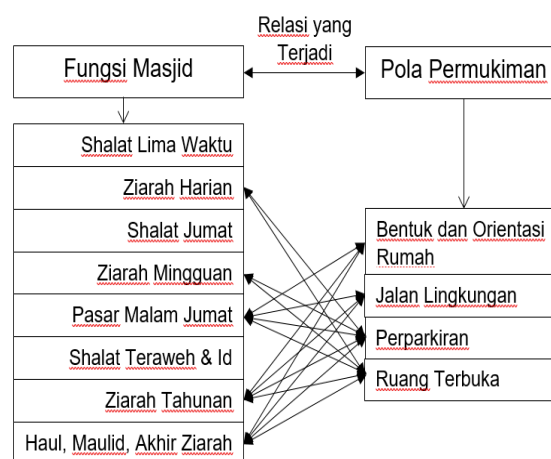 Relasi yang
Terjadi
Fungsi Masjid
Pola Permukiman
Shalat Lima Waktu
Ziarah Harian
Shalat Jumat
Ziarah Mingguan
Pasar Malam Jumat
Shalat Teraweh & Id
Ziarah Tahunan
Haul, Maulid, Akhir Ziarah
Bentuk dan Orientasi
Rumah
Jalan Lingkungan
Perparkiran
Ruang Terbuka